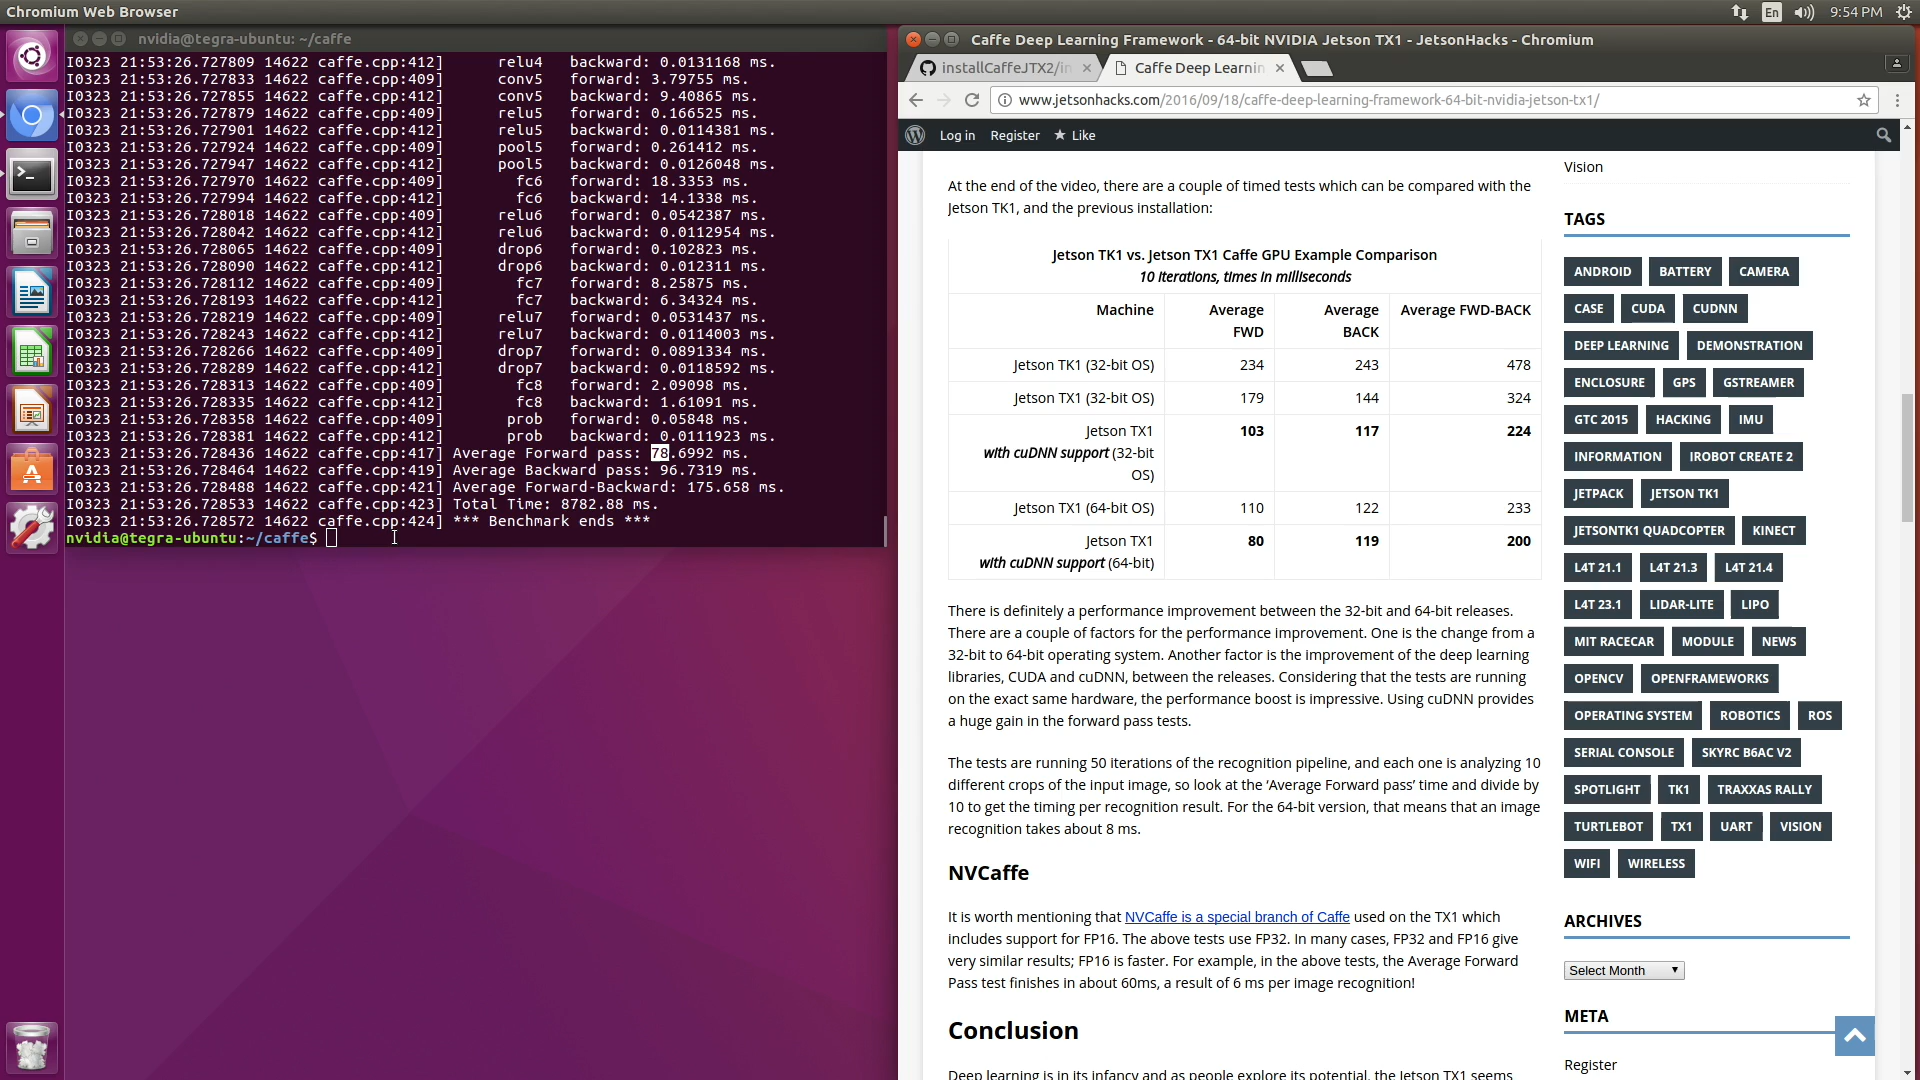 Chromium Web Browser
En
9:54 PM
nvidia@tegra-ubuntu: ~/caffe
I0323 21:53:26.727809 14622 caffe.cpp:412] relu4 backward: 0.0131168 ms.
I0323 21:53:26.727833 14622 caffe.cpp:409] conv5 forward: 3.79755 ms.
I0323 21:53:26.727855 14622 caffe.cpp:412] conv5 backward: 9.40865 ms.
I0323 21:53:26.727879 14622 caffe.cpp:409] relu5 forward: 0.166525 ms.
I0323 21:53:26.727901 14622 caffe.cpp:412] relu5 backward: 0.0114381 ms.
I0323 21:53:26.727924 14622 caffe.cpp:409] pool5 forward: 0.261412 ms.
I0323 21:53:26.727947 14622 caffe.cpp:412] pool5 backward: 0.0126048 ms.
I0323 21:53:26.727970 14622 caffe.cpp:409] fc6 forward: 18.3353 ms.
I0323 21:53:26.727994 14622 caffe.cpp:412] fc6 backward: 14.1338 ms.
I0323 21:53:26.728018 14622 caffe.cpp:409] relu6 forward: 0.0542387 ms.
I0323 21:53:26.728042 14622 caffe.cpp:412] relu6 backward: 0.0112954 ms.
I0323 21:53:26.728065 14622 caffe.cpp:409] drop6 forward: 0.102823 ms.
I0323 21:53:26.728090 14622 caffe.cpp:412] drop6 backward: 0.012311 ms.
I0323 21:53:26.728112 14622 caffe.cpp:409] fc7 forward: 8.25875 ms.
I0323 21:53:26.728193 14622 caffe.cpp:412] fc7 backward: 6.34324 ms.
I0323 21:53:26.728219 14622 caffe.cpp:409] relu7 forward: 0.0531437 ms.
I0323 21:53:26.728243 14622 caffe.cpp:412] relu7 backward: 0.0114003 ms.
I0323 21:53:26.728266 14622 caffe.cpp:409] drop7 forward: 0.0891334 ms.
I0323 21:53:26.728289 14622 caffe.cpp:412] drop7 backward: 0.0118592 ms.
I0323 21:53:26.728313 14622 caffe.cpp:409] fc8 forward: 2.09098 ms.
I0323 21:53:26.728335 14622 caffe.cpp:412] fc8 backward: 1.61091 ms.
I0323 21:53:26.728358 14622 caffe.cpp:409] prob forward: 0.05848 ms.
I0323 21:53:26.728381 14622 caffe.cpp:412] prob backward: 0.0111923 ms.
I0323 21:53:26.728436 14622 caffe.cpp:417] Average Forward pass: 78.6992 ms.
I0323 21:53:26.728464 14622 caffe.cpp:419] Average Backward pass: 96.7319 ms.
I0323 21:53:26.728488 14622 caffe.cpp:421] Average Forward-Backward: 175.658 ms.
I0323 21:53:26.728533 14622 caffe.cpp:423] Total Time: 8782.88 ms.
I0323 21:53:26.728572 14622 caffe.cpp:424] *** Benchmark ends ***
nvidia@tegra-ubuntu:~/caffe$
Caffe Deep Learning Framework - 64-bit NVIDIA Jetson TX1 - JetsonHacks - Chromium
installCaffeJTX2/in
Caffe Deep Learnin
www.jetsonhacks.com/2016/09/18/caffe-deep-learning-framework-64-bit-nvidia-jetson-tx1/
Log in Register Like
At the end of the video, there are a couple of timed tests which can be compared with the
Jetson TK1, and the previous installation:
Jetson TK1 vs. Jetson TX1 Caffe GPU Example Comparison
10 iterations, times in milliseconds
Machine Average FWD Average BACK Average FWD-BACK
Jetson TK1 (32-bit OS) 234 243 478
Jetson TX1 (32-bit OS) 179 144 324
Jetson TX1 103 117 224
with cuDNN support (32-bit
OS)
Jetson TX1 (64-bit OS) 110 122 233
Jetson TX1 80 119 200
with cuDNN support (64-bit)
There is definitely a performance improvement between the 32-bit and 64-bit releases.
There are a couple of factors for the performance improvement. One is the change from a
32-bit to 64-bit operating system. Another factor is the improvement of the deep learning
libraries, CUDA and cuDNN, between the releases. Considering that the tests are running
on the exact same hardware, the performance boost is impressive. Using cuDNN provides
a huge gain in the forward pass tests.
The tests are running 50 iterations of the recognition pipeline, and each one is analyzing 10
different crops of the input image, so look at the ‘Average Forward pass’ time and divide by
10 to get the timing per recognition result. For the 64-bit version, that means that an image
recognition takes about 8 ms.
NVCaffe
It is worth mentioning that NVCaffe is a special branch of Caffe used on the TX1 which
includes support for FP16. The above tests use FP32. In many cases, FP32 and FP16 give
very similar results; FP16 is faster. For example, in the above tests, the Average Forward
Pass test finishes in about 60ms, a result of 6 ms per image recognition!
Conclusion
Deep learning is in its infancy and as people explore its potential, the Jetson TX1 seems
Vision
TAGS
ANDROID BATTERY CAMERA
CASE CUDA CUDNN
DEEP LEARNING DEMONSTRATION
ENCLOSURE GPS GSTREAMER
GTC 2015 HACKING IMU
INFORMATION IROBOT CREATE 2
JETPACK JETSON TK1
JETSONTK1 QUADCOPTER KINECT
L4T 21.1 L4T 21.3 L4T 21.4
L4T 23.1 LIDAR-LITE LIPO
MIT RACECAR MODULE NEWS
OPENCV OPENFRAMEWORKS
OPERATING SYSTEM ROBOTICS ROS
SERIAL CONSOLE SKYRC B6AC V2
SPOTLIGHT TK1 TRAXXAS RALLY
TURTLEBOT TX1 UART VISION
WIFI WIRELESS
ARCHIVES
Select Month
META
Register